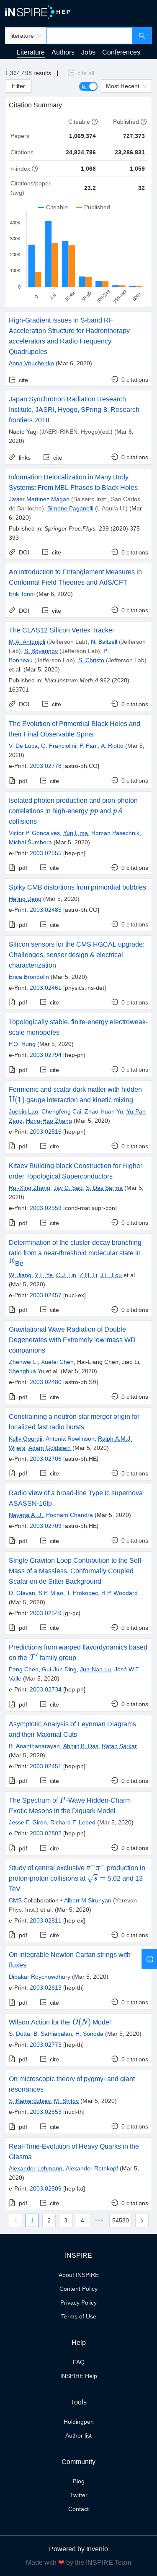 iNSPIRE HEP
literature
Literature Authors Jobs Conferences
1,364,498 results | cite all
Filter
Most Recent
Citation Summary
Citeable Published
Papers 1,069,374 727,373
Citations 24,824,786 23,286,831
h-index 1,066 1,059
Citations/paper (avg) 23.2 32
Citeable Published
400K
300K
200K
100K
0
0 1-9 10-49 50-99 100-249 250-499 500+
High-Gradient issues in S-band RF Acceleration Structure for Hadrontherapy accelerators and Radio Frequency Quadrupoles
Anna Vnuchenko (Mar 6, 2020)
cite 0 citations
Japan Synchrotron Radiation Research Institute, JASRI, Hyogo, SPring-8. Research frontiers 2018
Naoto Yagi (JAERI-RIKEN, Hyogo)(ed.) (Mar 6, 2020)
links cite 0 citations
Information Delocalization in Many Body Systems: From MBL Phases to Black Holes
Javier Martinez Magan (Balseiro Inst., San Carlos de Bariloche), Simone Paganelli (L'Aquila U.) (Mar 6, 2020)
Published in: Springer Proc.Phys. 239 (2020) 375-393
DOI cite 0 citations
An Introduction to Entanglement Measures in Conformal Field Theories and AdS/CFT
Erik Tonni (Mar 6, 2020)
DOI cite 0 citations
The CLAS12 Silicon Vertex Tracker
M.A. Antonioli (Jefferson Lab), N. Baltzell (Jefferson Lab), S. Boyarinov (Jefferson Lab), P. Bonneau (Jefferson Lab), S. Christo (Jefferson Lab) et al. (Mar 5, 2020)
Published in: Nucl.Instrum.Meth.A 962 (2020) 163701
DOI cite 0 citations
The Evolution of Primordial Black Holes and their Final Observable Spins
V. De Luca, G. Franciolini, P. Pani, A. Riotto (Mar 5, 2020)
e-Print: 2003.02778 [astro-ph.CO]
pdf cite 0 citations
Isolated photon production and pion-photon correlations in high-energy pp and pA collisions
Victor P. Goncalves, Yuri Lima, Roman Pasechnik, Michal Šumbera (Mar 5, 2020)
e-Print: 2003.02555 [hep-ph]
pdf cite 0 citations
Spiky CMB distortions from primordial bubbles
Heling Deng (Mar 5, 2020)
e-Print: 2003.02485 [astro-ph.CO]
pdf cite 0 citations
Silicon sensors for the CMS HGCAL upgrade: Challenges, sensor design & electrical characterization
Erica Brondolin (Mar 5, 2020)
e-Print: 2003.02461 [physics.ins-det]
pdf cite 0 citations
Topologically stable, finite-energy electroweak-scale monopoles
P.Q. Hung (Mar 5, 2020)
e-Print: 2003.02794 [hep-ph]
pdf cite 0 citations
Fermionic and scalar dark matter with hidden U(1) gauge interaction and kinetic mixing
Juebin Lao, Chengfeng Cai, Zhao-Huan Yu, Yu-Pan Zeng, Hong-Hao Zhang (Mar 5, 2020)
e-Print: 2003.02516 [hep-ph]
pdf cite 0 citations
Kitaev Building-block Construction for Higher-order Topological Superconductors
Rui-Xing Zhang, Jay D. Sau, S. Das Sarma (Mar 5, 2020)
e-Print: 2003.02559 [cond-mat.supr-con]
pdf cite 0 citations
Determination of the cluster-decay branching ratio from a near-threshold molecular state in ¹⁰Be
W. Jiang, Y.L. Ye, C.J. Lin, Z.H. Li, J.L. Lou et al. (Mar 5, 2020)
e-Print: 2003.02457 [nucl-ex]
pdf cite 0 citations
Gravitational Wave Radiation of Double Degenerates with Extremely low-mass WD companions
Zhenwei Li, Xuefei Chen, Hai-Liang Chen, Jiao Li, Shenghua Yu et al. (Mar 5, 2020)
e-Print: 2003.02480 [astro-ph.SR]
pdf cite 0 citations
Constraining a neutron star merger origin for localized fast radio bursts
Kelly Gourdji, Antonia Rowlinson, Ralph A.M.J. Wijers, Adam Goldstein (Mar 5, 2020)
e-Print: 2003.02706 [astro-ph.HE]
pdf cite 0 citations
Radio view of a broad-line Type Ic supernova ASASSN-16fp
Nayana A. J., Poonam Chandra (Mar 5, 2020)
e-Print: 2003.02709 [astro-ph.HE]
pdf cite 0 citations
Single Graviton Loop Contribution to the Self-Mass of a Massless, Conformally Coupled Scalar on de Sitter Background
D. Glavan, S.P. Miao, T. Prokopec, R.P. Woodard (Mar 5, 2020)
e-Print: 2003.02549 [gr-qc]
pdf cite 0 citations
Predictions from warped flavordynamics based on the T′ family group
Peng Chen, Gui-Jun Ding, Jun-Nan Lu, José W.F. Valle (Mar 5, 2020)
e-Print: 2003.02734 [hep-ph]
pdf cite 0 citations
Asymptotic Analysis of Feynman Diagrams and their Maximal Cuts
B. Ananthanarayan, Abhijit B. Das, Ratan Sarkar (Mar 5, 2020)
e-Print: 2003.02451 [hep-ph]
pdf cite 0 citations
The Spectrum of P-Wave Hidden-Charm Exotic Mesons in the Diquark Model
Jesse F. Giron, Richard F. Lebed (Mar 5, 2020)
e-Print: 2003.02802 [hep-ph]
pdf cite 0 citations
Study of central exclusive π⁺π⁻ production in proton-proton collisions at √s = 5.02 and 13 TeV
CMS Collaboration • Albert M Sirunyan (Yerevan Phys. Inst.) et al. (Mar 5, 2020)
e-Print: 2003.02811 [hep-ex]
pdf cite 0 citations
On integrable Newton Cartan strings with fluxes
Dibakar Roychowdhury (Mar 5, 2020)
e-Print: 2003.02613 [hep-th]
pdf cite 0 citations
Wilson Action for the O(N) Model
S. Dutta, B. Sathiapalan, H. Sonoda (Mar 5, 2020)
e-Print: 2003.02773 [hep-th]
pdf cite 0 citations
On microscopic theory of pygmy- and giant resonances
S. Kamerdzhiev, M. Shitov (Mar 5, 2020)
e-Print: 2003.02553 [nucl-th]
pdf cite 0 citations
Real-Time-Evolution of Heavy Quarks in the Glasma
Alexander Lehmann, Alexander Rothkopf (Mar 5, 2020)
e-Print: 2003.02509 [hep-lat]
pdf cite 0 citations
1 2 3 4 ••• 54580
INSPIRE
About INSPIRE
Content Policy
Privacy Policy
Terms of Use
Help
FAQ
INSPIRE Help
Tools
Holdingpen
Author list
Community
Blog
Twitter
Contact
Powered by Invenio
Made with ❤ by the INSPIRE Team